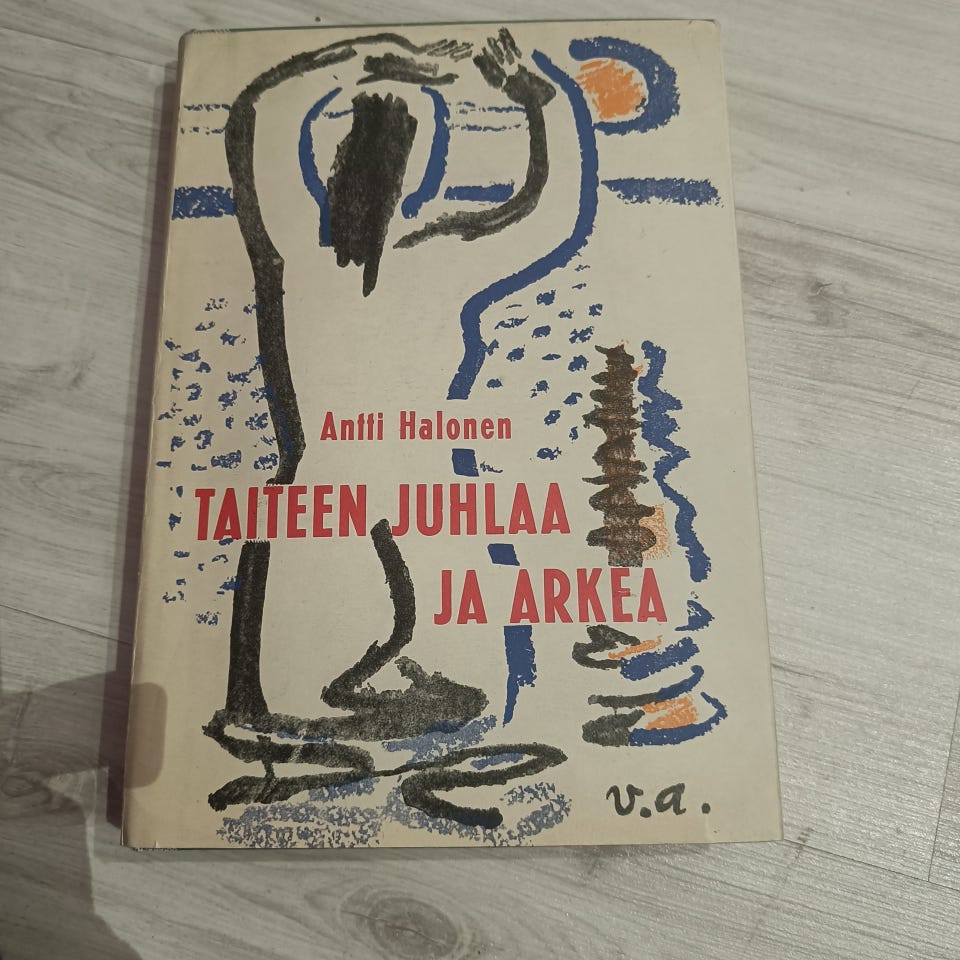 Antti Halonen
TAITEEN JUHLAA
JA ARKEA
v.a.